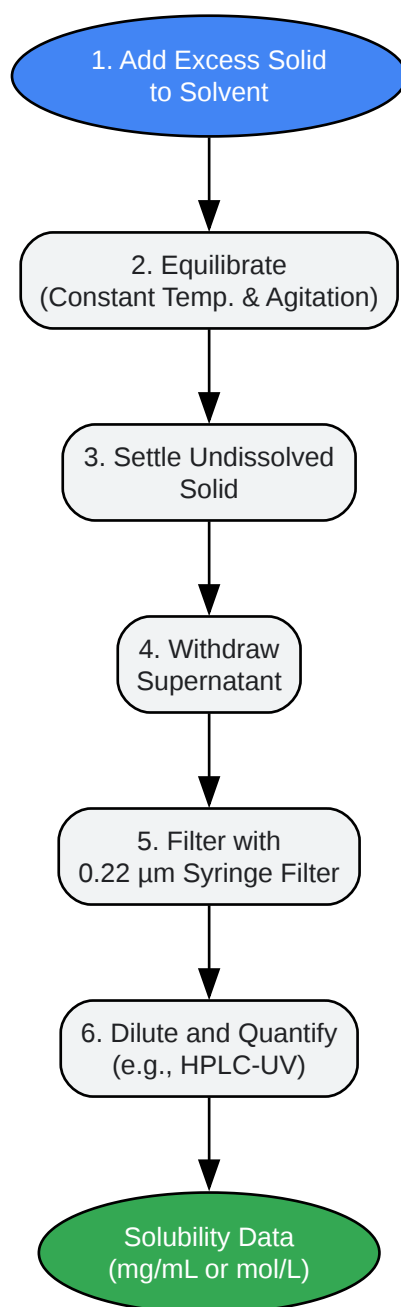 1. Add Excess Solid
to Solvent
2. Equilibrate
(Constant Temp. & Agitation)
3. Settle Undissolved
Solid
4. Withdraw
Supernatant
5. Filter with
0.22 µm Syringe Filter
6. Dilute and Quantify
(e.g., HPLC-UV)
Solubility Data
(mg/mL or mol/L)